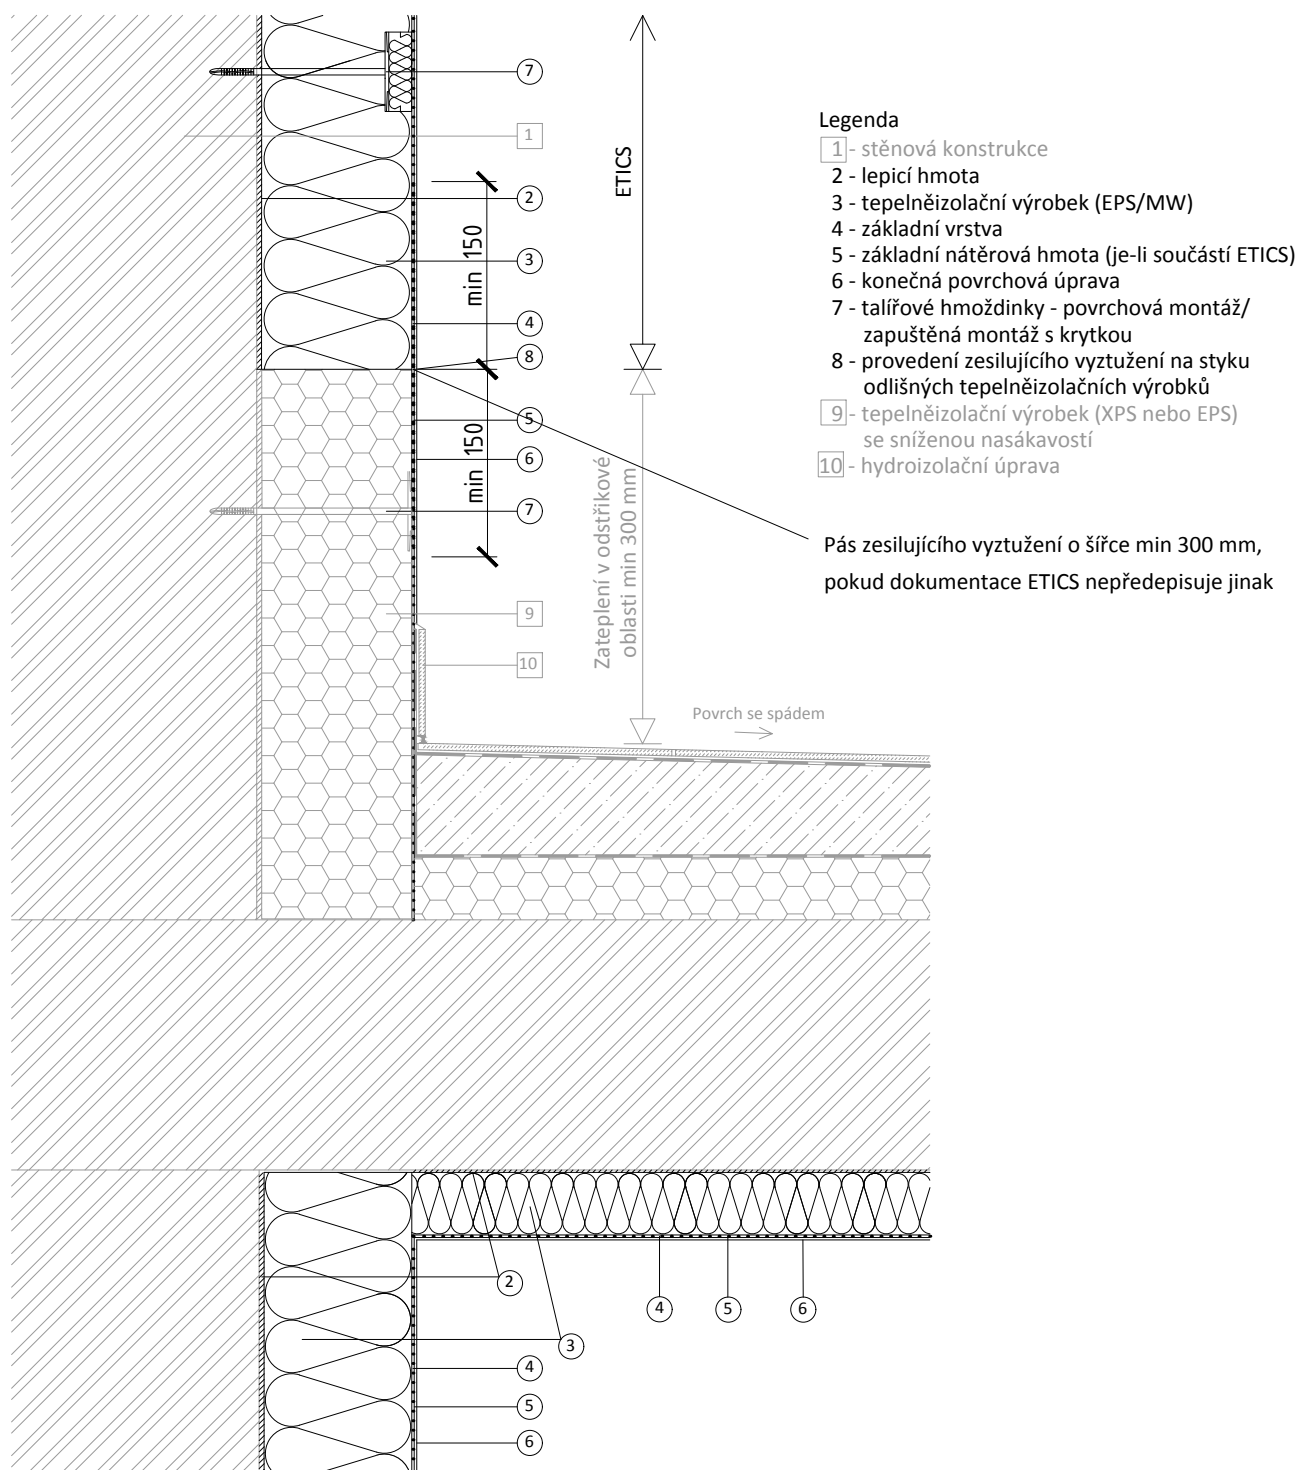 7
1
2
3
4
8
5
6
7
9
10
min 150
min 150
ETICS
Zateplení v odstřikové
oblasti min 300 mm
Povrch se spádem
Legenda
1 - stěnová konstrukce
2 - lepicí hmota
3 - tepelněizolační výrobek (EPS/MW)
4 - základní vrstva
5 - základní nátěrová hmota (je-li součástí ETICS)
6 - konečná povrchová úprava
7 - talířové hmoždinky - povrchová montáž/
zapuštěná montáž s krytkou
8 - provedení zesilujícího vyztužení na styku
odlišných tepelněizolačních výrobků
9 - tepelněizolační výrobek (XPS nebo EPS)
se sníženou nasákavostí
10 - hydroizolační úprava
Pás zesilujícího vyztužení o šířce min 300 mm,
pokud dokumentace ETICS nepředepisuje jinak
2
3
4
5
6
4
5
6